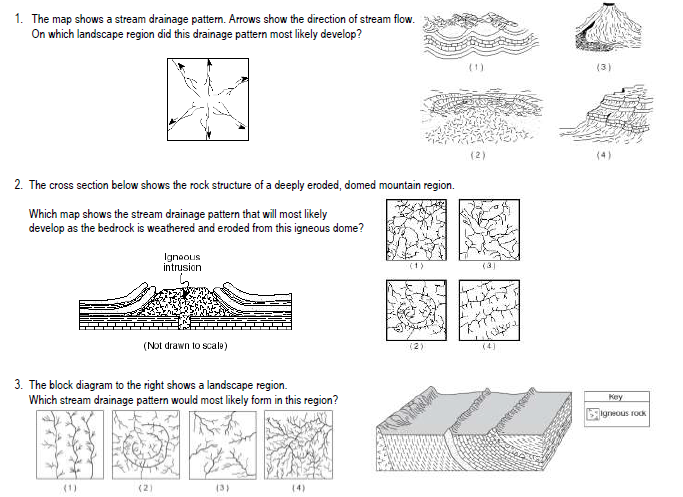 1. The map shows a stream drainage pattern. Arrows show the direction of stream flow.
On which landscape region did this drainage pattern most likely develop?
(1)
(3)
(2)
(4)
2. The cross section below shows the rock structure of a deeply eroded, domed mountain region.
Which map shows the stream drainage pattern that will most likely
develop as the bedrock is weathered and eroded from this igneous dome?
Igneous
intrusion
(Not drawn to scale)
(1)
(3)
(2)
(4)
3. The block diagram to the right shows a landscape region.
Which stream drainage pattern would most likely form in this region?
(1)
(2)
(3)
(4)
Key
Igneous rock